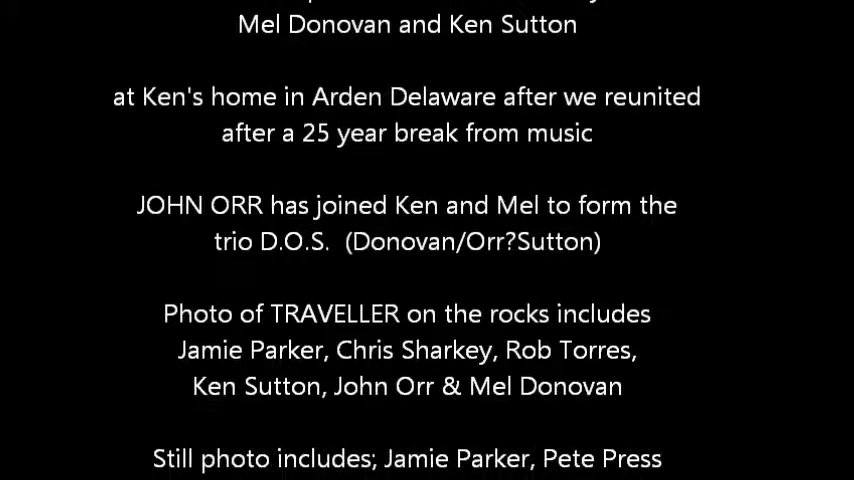 Mel Donovan and Ken Sutton
at Ken's home in Arden Delaware after we reunited
after a 25 year break from music
JOHN ORR has joined Ken and Mel to form the
trio D.O.S. (Donovan/Orr?Sutton)
Photo of TRAVELLER on the rocks includes
Jamie Parker, Chris Sharkey, Rob Torres,
Ken Sutton, John Orr & Mel Donovan
Still photo includes; Jamie Parker, Pete Press